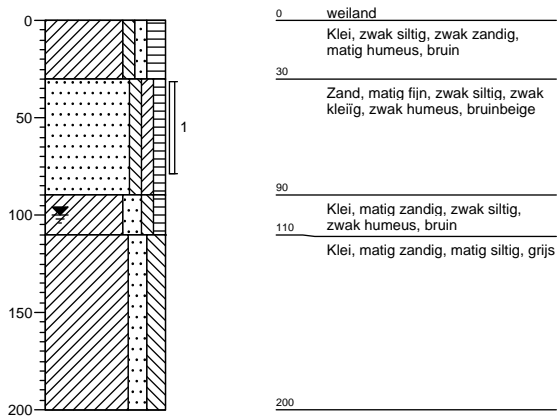 0
50
100
150
200
1
0 weiland
Klei, zwak siltig, zwak zandig,
matig humeus, bruin
30
Zand, matig fijn, zwak siltig, zwak
kleiïg, zwak humeus, bruinbeige
90
Klei, matig zandig, zwak siltig,
zwak humeus, bruin
110
Klei, matig zandig, matig siltig, grijs
200